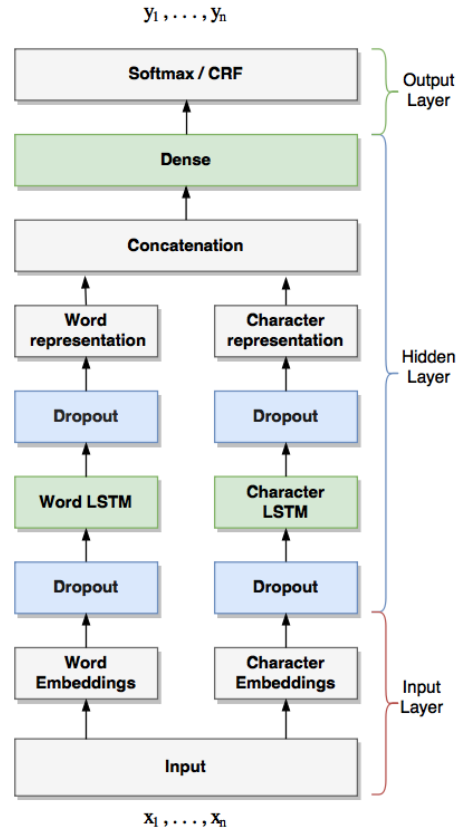 y1 , . . . , yn
Softmax / CRF
Output
Layer
Dense
Concatenation
Word
representation
Character
representation
Hidden
Layer
Dropout
Dropout
Word LSTM
Character
LSTM
Dropout
Dropout
Word
Embeddings
Character
Embeddings
Input
Layer
Input
x1 , . . . , xn